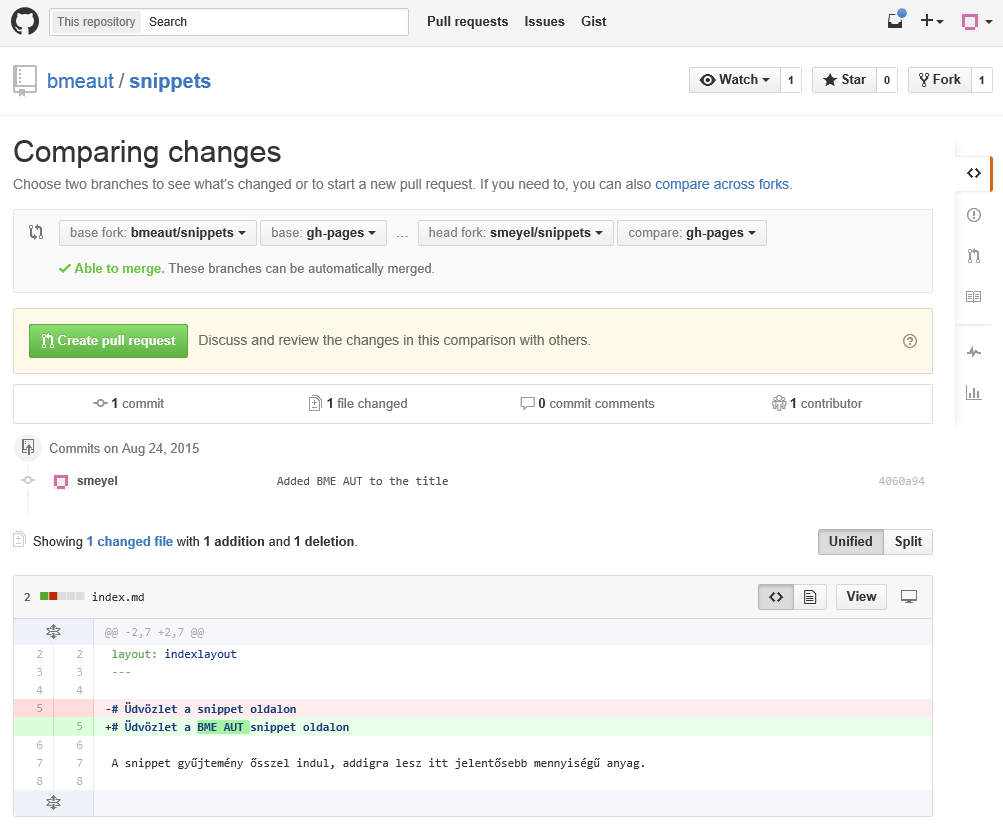 This repository Search Pull requests Issues Gist
bmeaut / snippets Watch 1 Star 0 Fork 1
Comparing changes
Choose two branches to see what's changed or to start a new pull request. If you need to, you can also compare across forks.
base fork: bmeaut/snippets base: gh-pages ... head fork: smeyel/snippets compare: gh-pages
Able to merge. These branches can be automatically merged.
Create pull request Discuss and review the changes in this comparison with others.
1 commit 1 file changed 0 commit comments 1 contributor
Commits on Aug 24, 2015
smeyel Added BME AUT to the title 4060a94
Showing 1 changed file with 1 addition and 1 deletion. Unified Split
2 index.md View
@@ -2,7 +2,7 @@
2 2 layout: indexlayout
3 3 ---
4 4
5 -# Üdvözlet a snippet oldalon
5 +# Üdvözlet a BME AUT snippet oldalon
6 6
7 7 A snippet gyűjtemény ősszel indul, addigra lesz itt jelentősebb mennyiségű anyag.
8 8